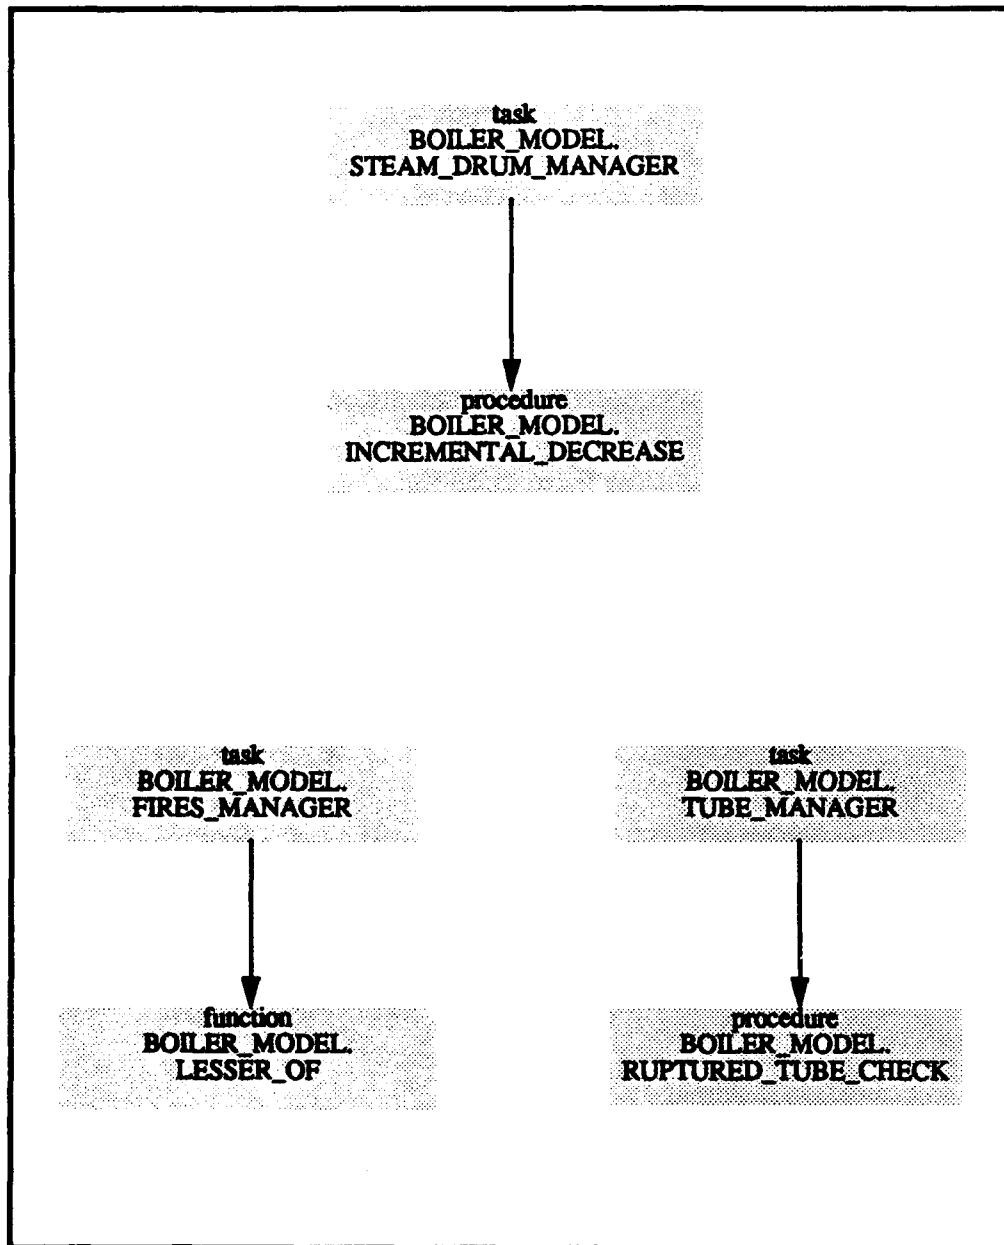 task
BOILER_MODEL.
STEAM_DRUM_MANAGER
procedure
BOILER_MODEL.
INCREMENTAL_DECREASE
task
BOILER_MODEL.
FIRES_MANAGER
task
BOILER_MODEL.
TUBE_MANAGER
function
BOILER_MODEL.
LESSER_OF
procedure
BOILER_MODEL.
RUPTURED_TUBE_CHECK